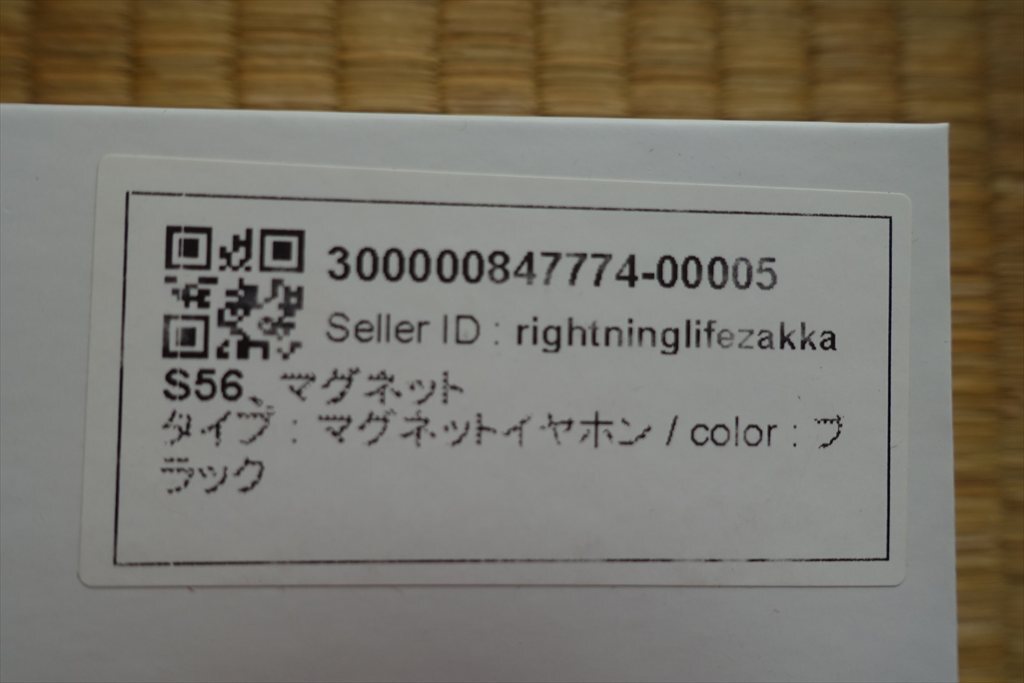 300000847774-00005
Seller ID : rightninglifezakka
S56、マグネット
タイプ : マグネットイヤホン / color : ブ
ラック